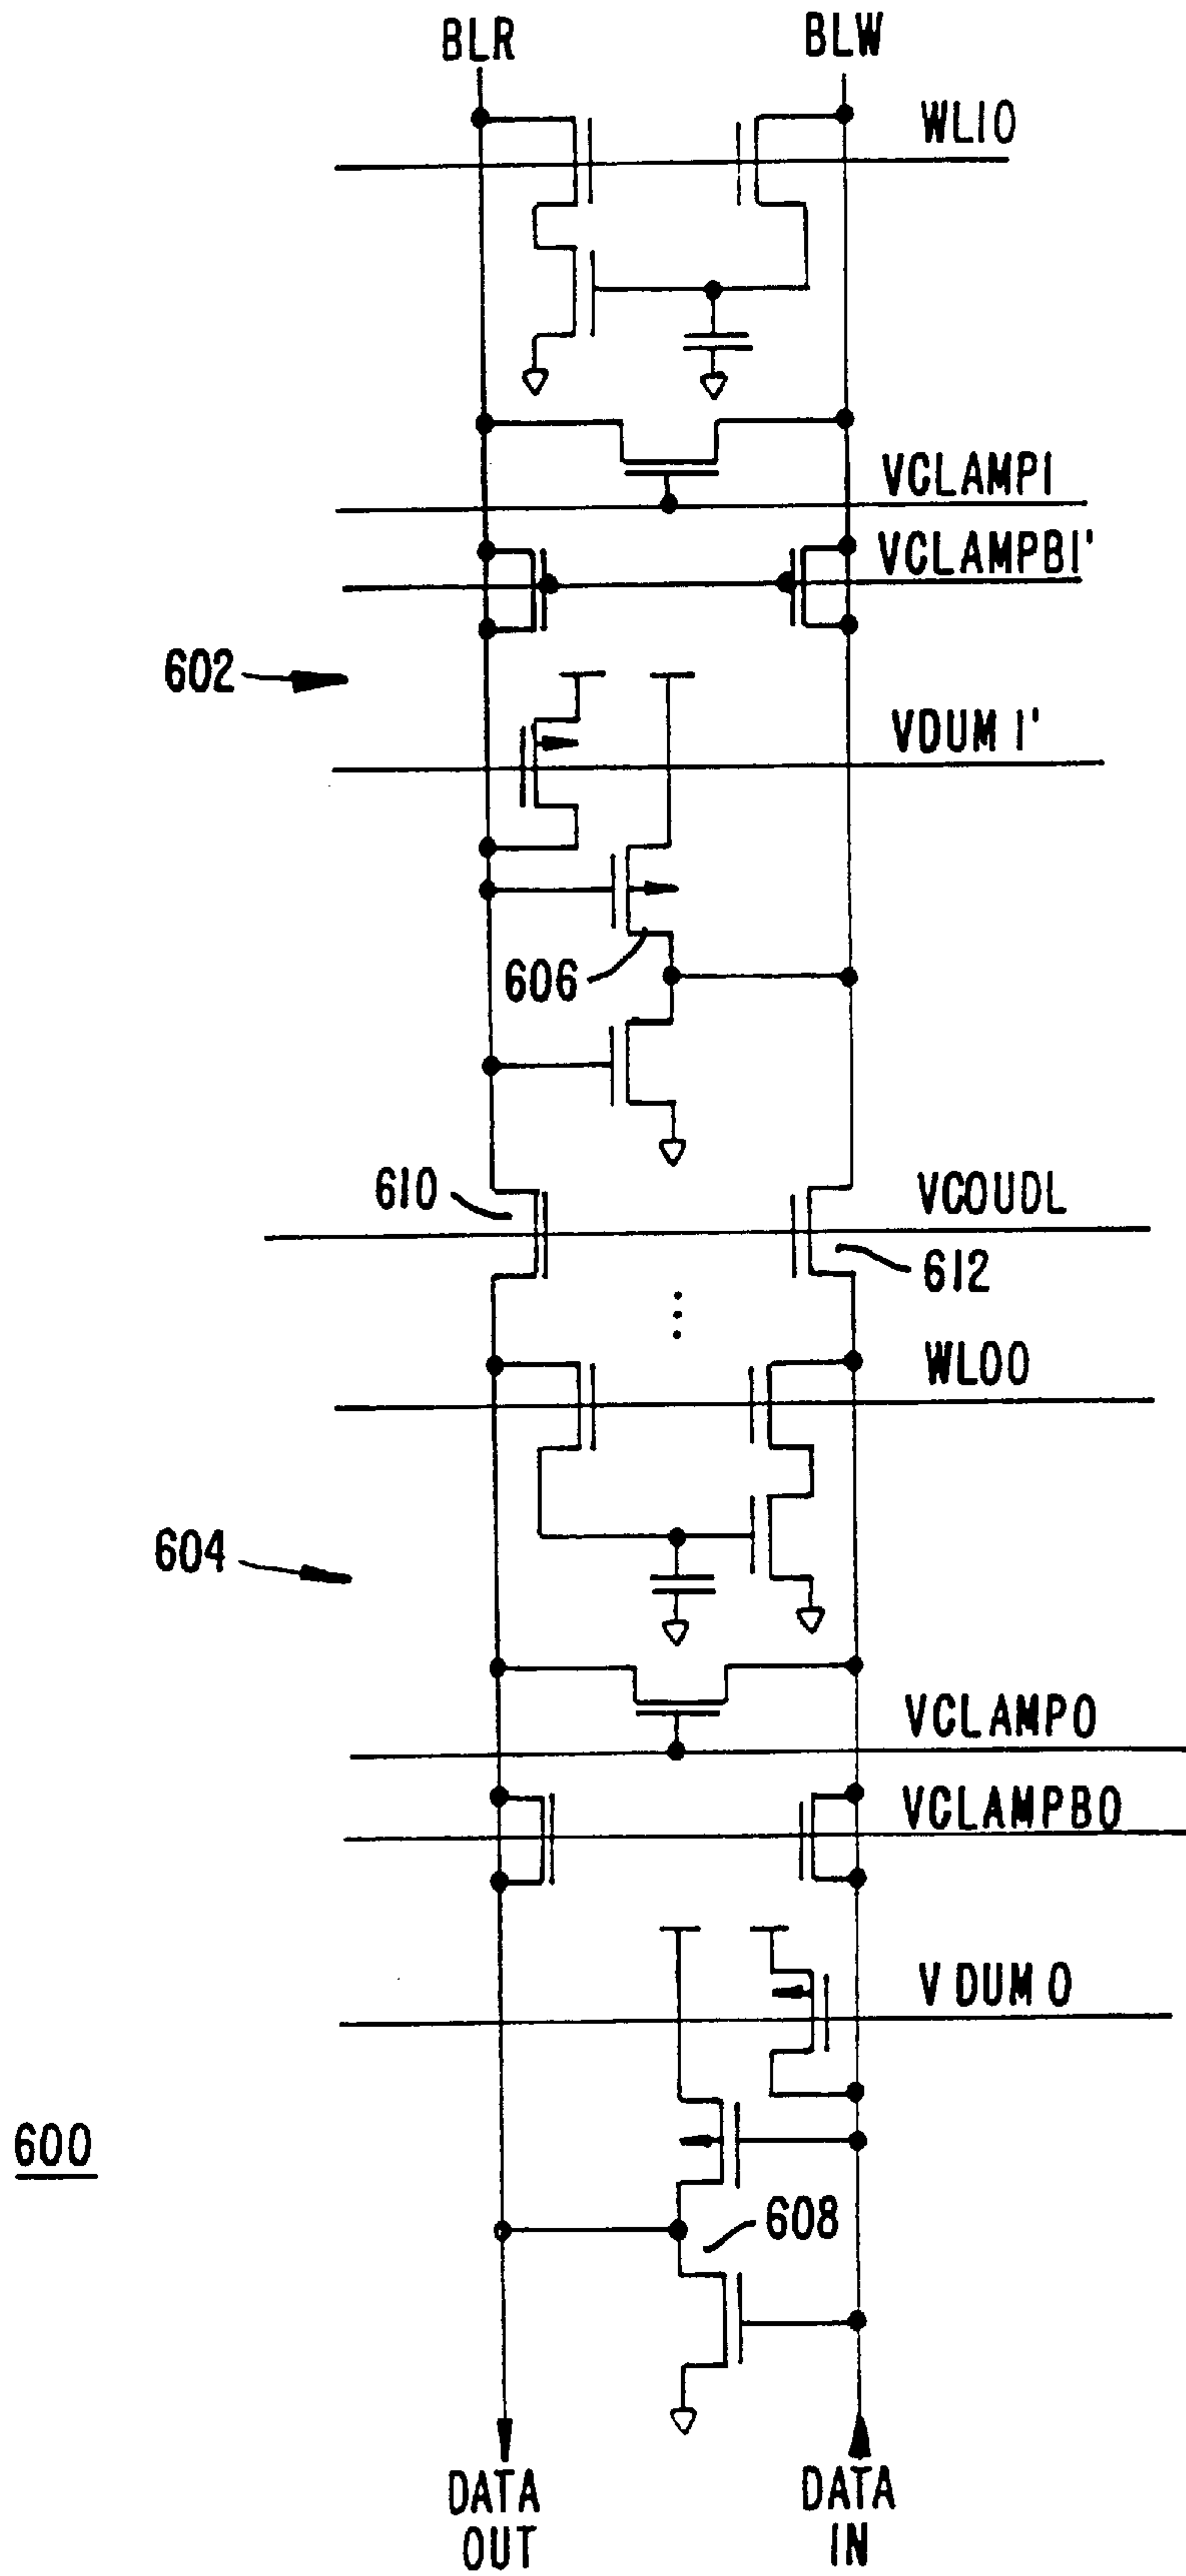 BLR
BLW
WL10
VCLAMP1
VCLAMPB1'
602
VDUM 1'
606
610
VCOUDL
612
WL00
604
VCLAMP0
VCLAMPB0
VDUM 0
600
608
DATA
OUT
DATA
IN